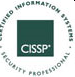 CERTIFIED INFORMATION SYSTEMS
CISSP®
SECURITY PROFESSIONAL